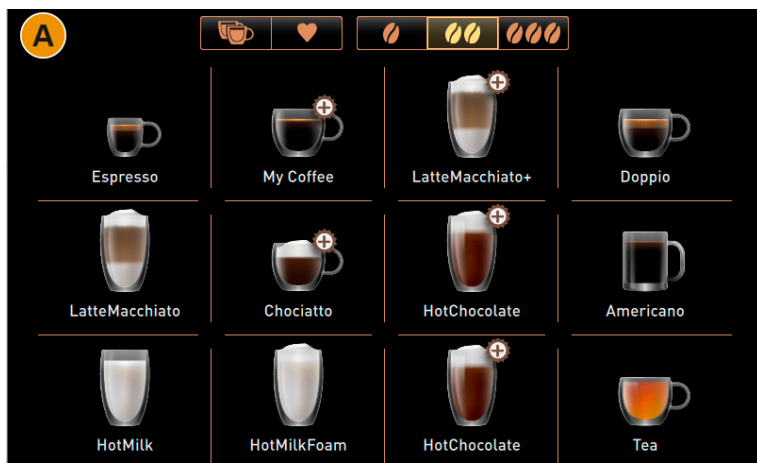 A
Espresso
My Coffee
LatteMacchiato+
Doppio
LatteMacchiato
Chociatto
HotChocolate
Americano
HotMilk
HotMilkFoam
HotChocolate
Tea